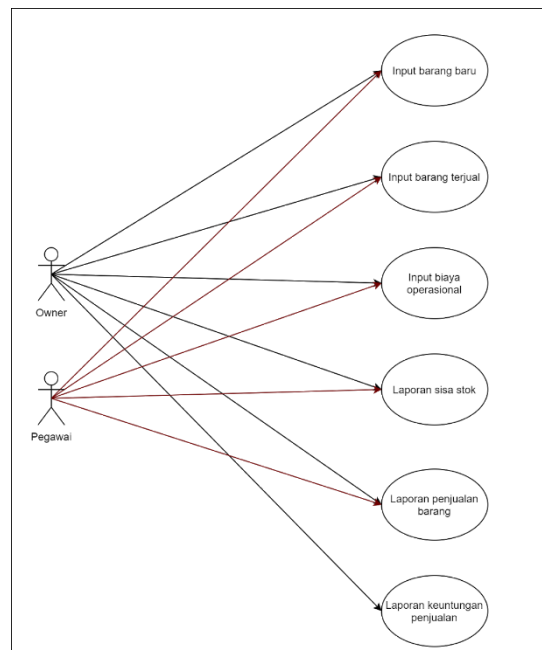 Input barang baru
Input barang terjual
Input biaya
operasional
Owner
Laporan sisa stok
Pegawai
Laporan penjualan
barang
Laporan keuntungan
penjualan